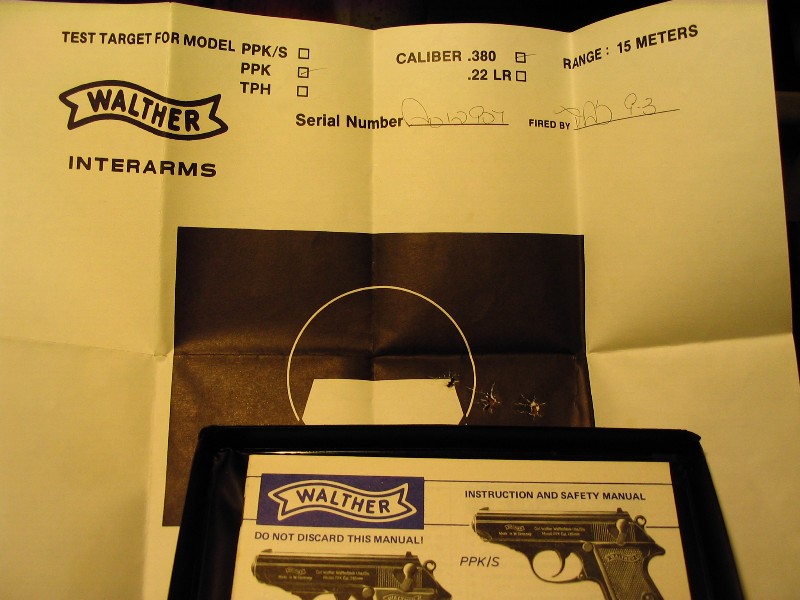 TEST TARGET FOR MODEL PPK/S
PPK
TPH
CALIBER .380
.22 LR
RANGE: 15 METERS
WALTHER
INTERARMS
Serial Number
FIRED BY
WALTHER
DO NOT DISCARD THIS MANUAL!
INSTRUCTION AND SAFETY MANUAL
PPK/S
WALTHER